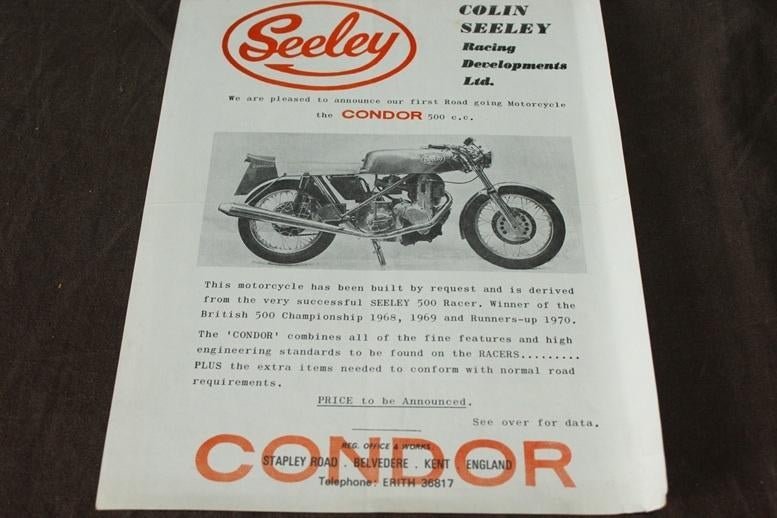 Seeley
COLIN
SEELEY
Racing
Developments
Ltd.
We are pleased to announce our first Road going Motorcycle
the CONDOR 500 c.c.
This motorcycle has been built by request and is derived
from the very successful SEELEY 500 Racer. Winner of the
British 500 Championship 1968, 1969 and Runners-up 1970.
The 'CONDOR' combines all of the fine features and high
engineering standards to be found on the RACERS.........
PLUS the extra items needed to conform with normal road
requirements.
PRICE to be Announced.
See over for data.
CONDOR
REG. OFFICE & WORKS
STAPLEY ROAD . BELVEDERE . KENT . ENGLAND
Telephone: ERITH 36817